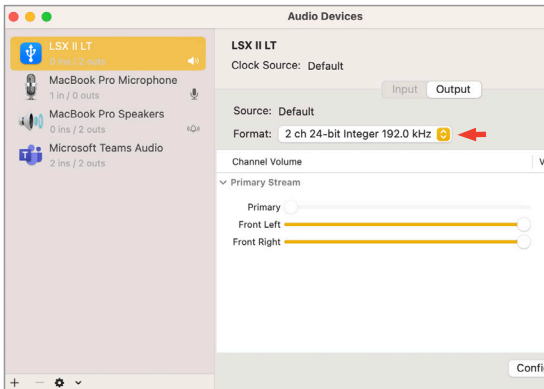 Audio Devices
LSX II LT
0 ins / 2 outs
MacBook Pro Microphone
1 in / 0 outs
MacBook Pro Speakers
0 ins / 2 outs
Microsoft Teams Audio
2 ins / 2 outs
LSX II LT
Clock Source: Default
Input Output
Source: Default
Format: 2 ch 24-bit Integer 192.0 kHz
Channel Volume V
Primary Stream
Primary
Front Left
Front Right
Confi